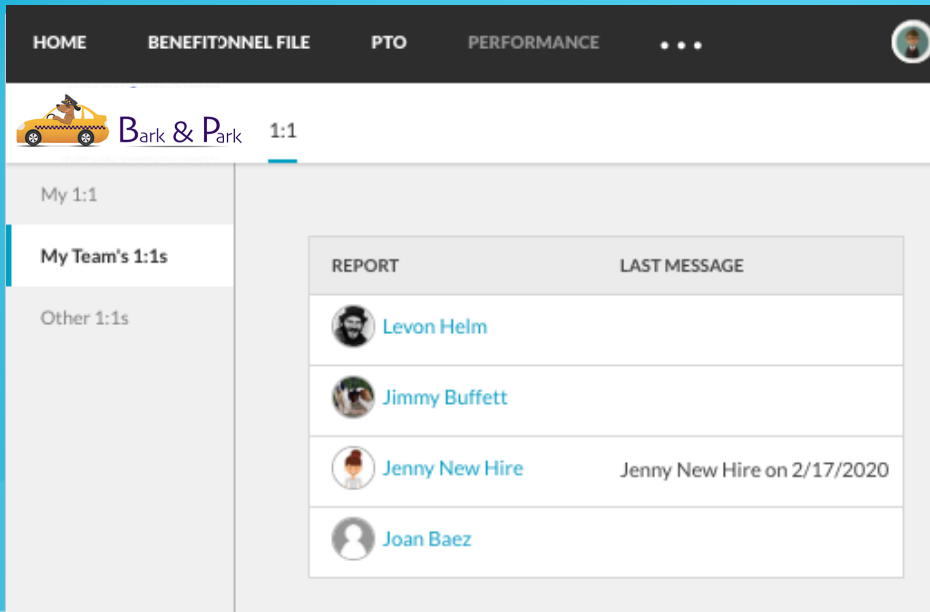 HOME BENEFITONNEL FILE PTO PERFORMANCE •••
Bark & Park 1:1
My 1:1
My Team's 1:1s
Other 1:1s
REPORT LAST MESSAGE
Levon Helm
Jimmy Buffett
Jenny New Hire Jenny New Hire on 2/17/2020
Joan Baez